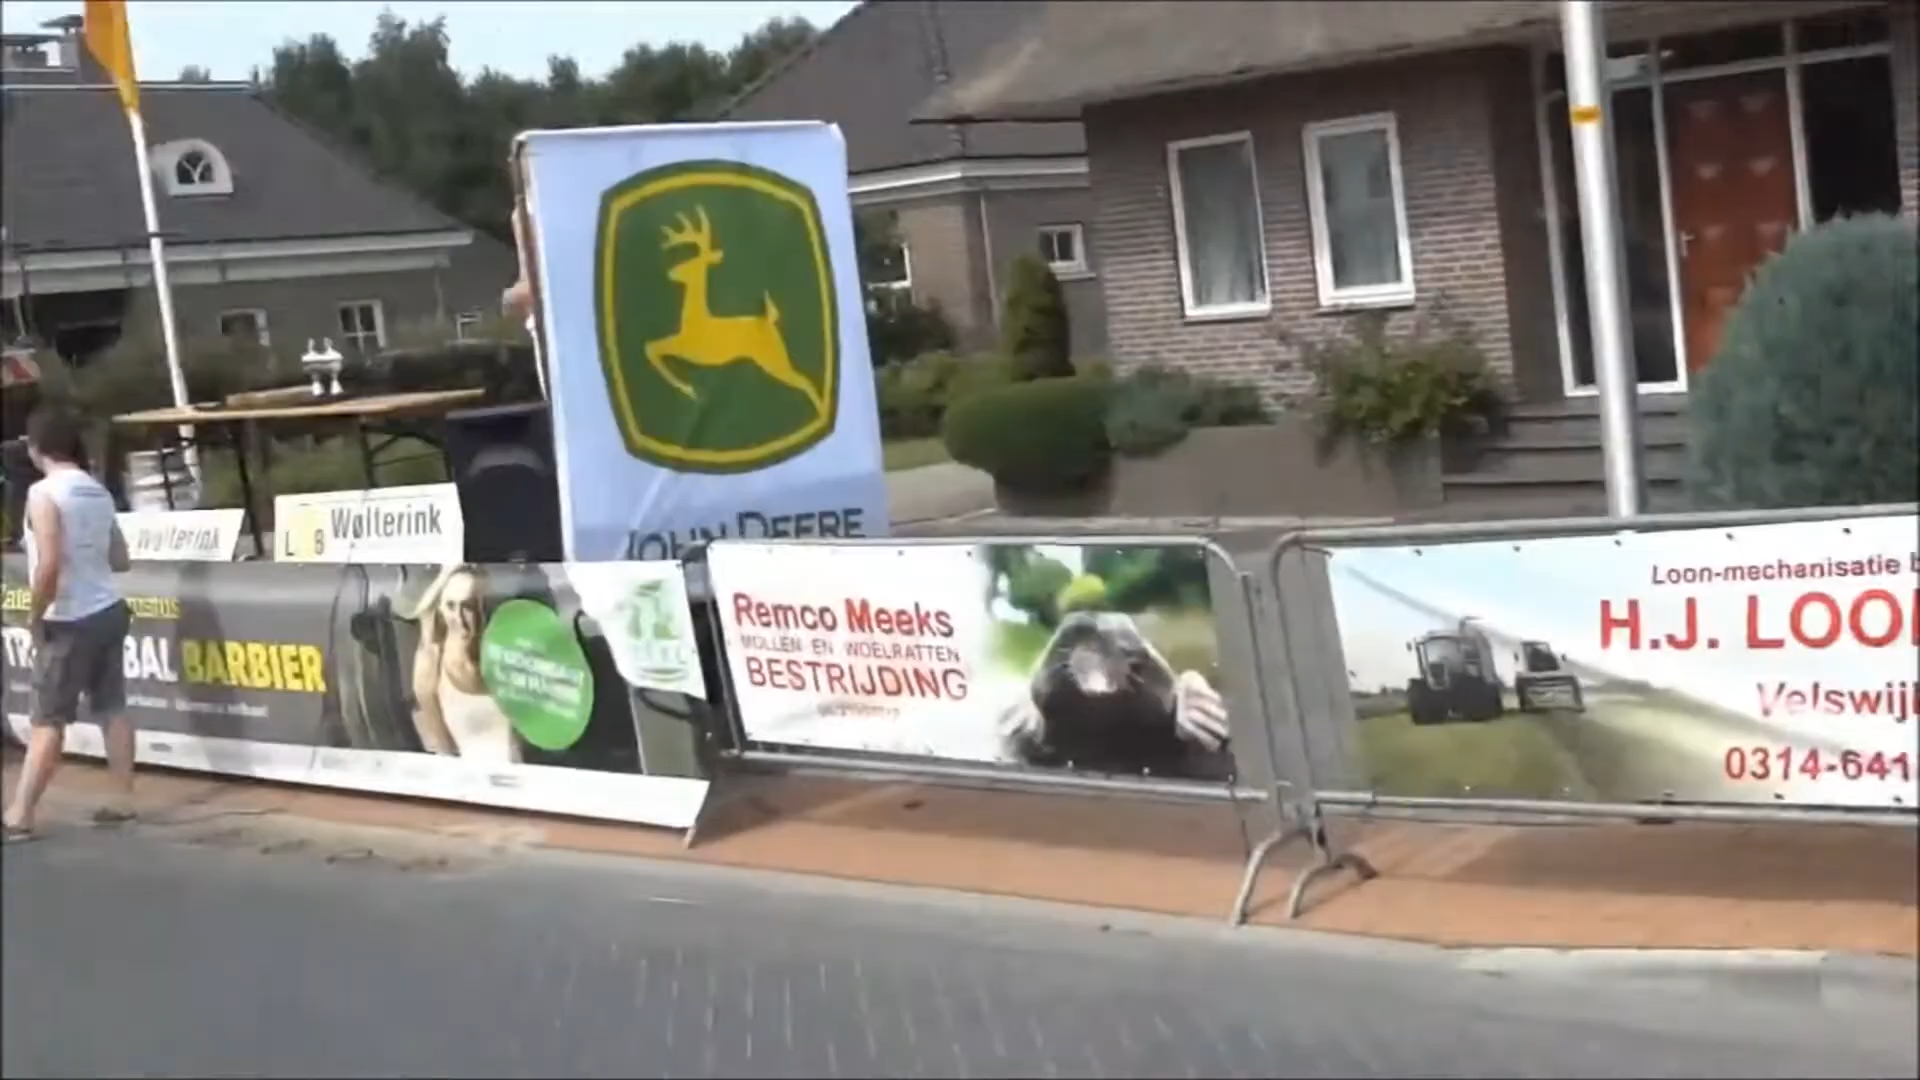 JOHN DEERE
Wolterink
L B Wolterink
BAL BARBIER
Remco Meeks
MOLLEN EN WOELRATTEN
BESTRIJDING
Loon-mechanisatie
H.J. LOO
Velswij
0314-641